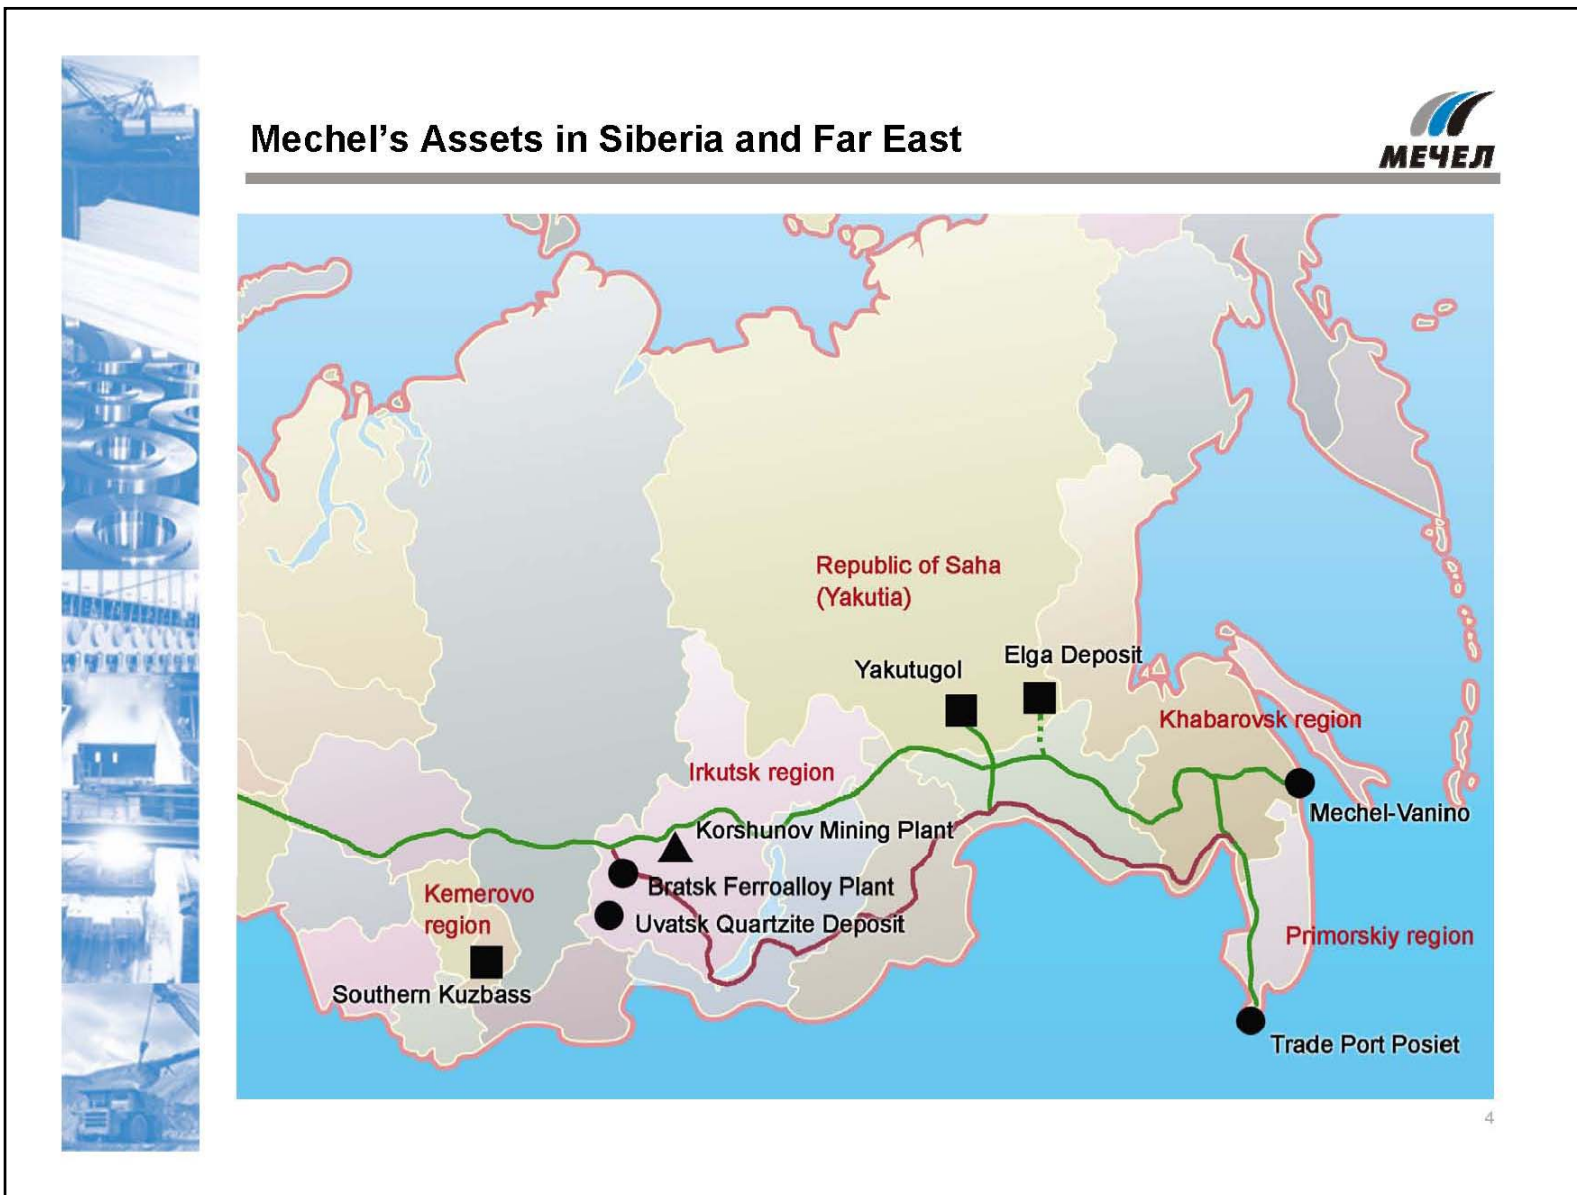 Mechel's Assets in Siberia and Far East
МЕЧЕЛ
Republic of Saha
(Yakutia)
Elga Deposit
Yakutugol
Khabarovsk region
Irkutsk region
Mechel-Vanino
Korshunov Mining Plant
Bratsk Ferroalloy Plant
Kemerovo
region
Uvatsk Quartzite Deposit
Primorskiy region
Southern Kuzbass
Trade Port Posiet
4